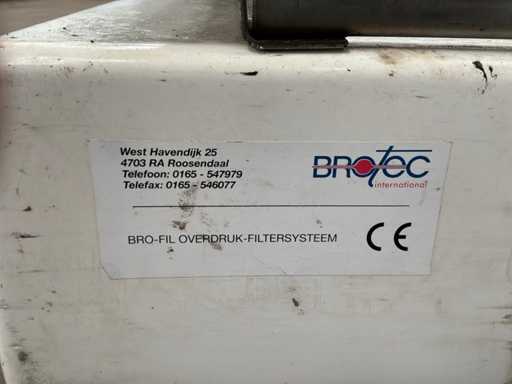 West Havendijk 25
4703 RA Roosendaal
Telefoon: 0165 - 547979
Telefax: 0165 - 546077
BROTEC
international
BRO-FIL OVERDRUK-FILTERSYSTEEM
CE